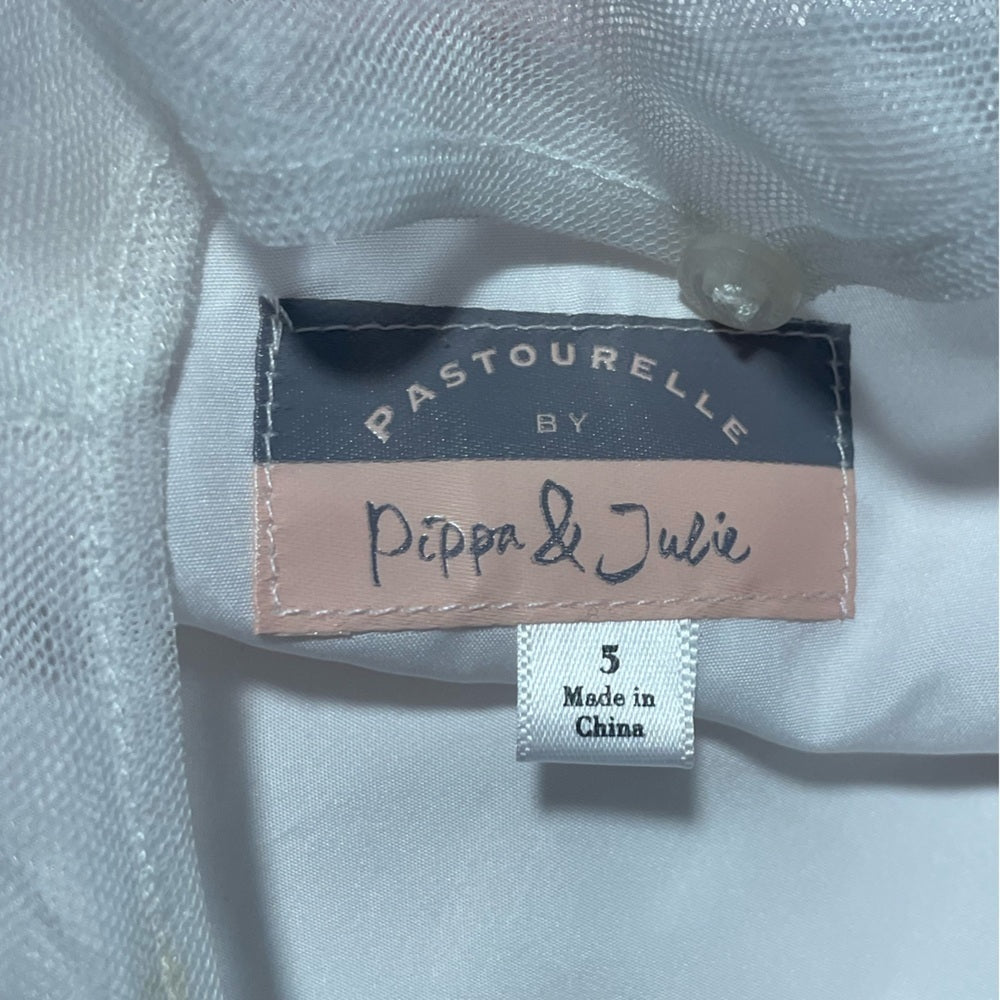 PASTOURELLE
BY
Pippa & Julie
5
Made in
China